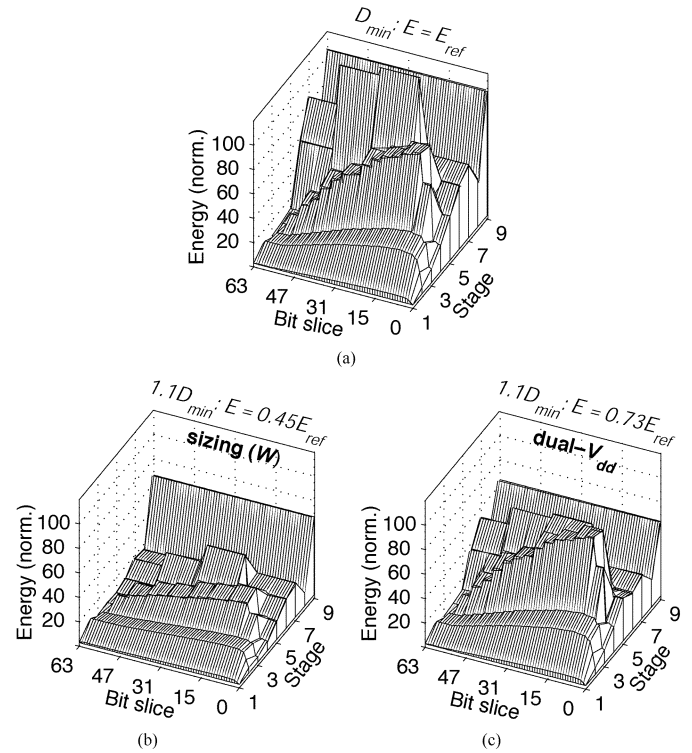 D_min: E = E_ref
Energy (norm.)
100
80
60
40
20
63
47
31
15
0
Bit slice
1
3
5
7
9
Stage
(a)
1.1D_min: E = 0.45E_ref
sizing (W)
Energy (norm.)
100
80
60
40
20
63
47
31
15
0
Bit slice
1
3
5
7
9
Stage
(b)
1.1D_min: E = 0.73E_ref
dual–V_dd
Energy (norm.)
100
80
60
40
20
63
47
31
15
0
Bit slice
1
3
5
7
9
Stage
(c)